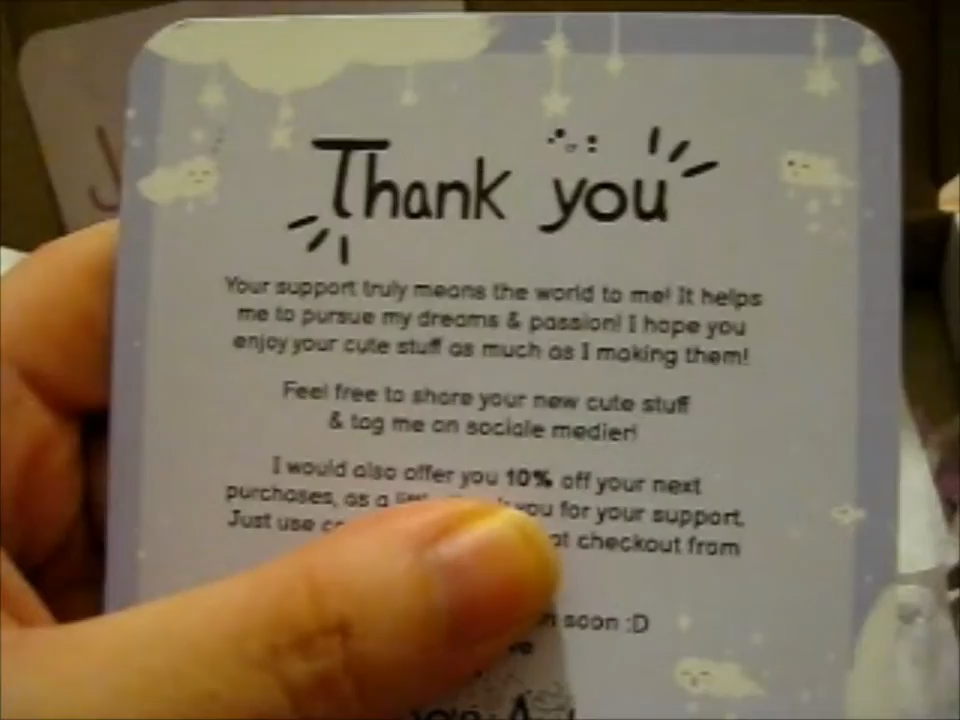 Thank you
Your support truly means the world to me! It helps
me to pursue my dreams & passion! I hope you
enjoy your cute stuff as much as I making them!
Feel free to share your new cute stuff
& tag me on sociale medier!
I would also offer you 10% off your next
purchases, as a you for your support.
Just use at checkout from
soon :D